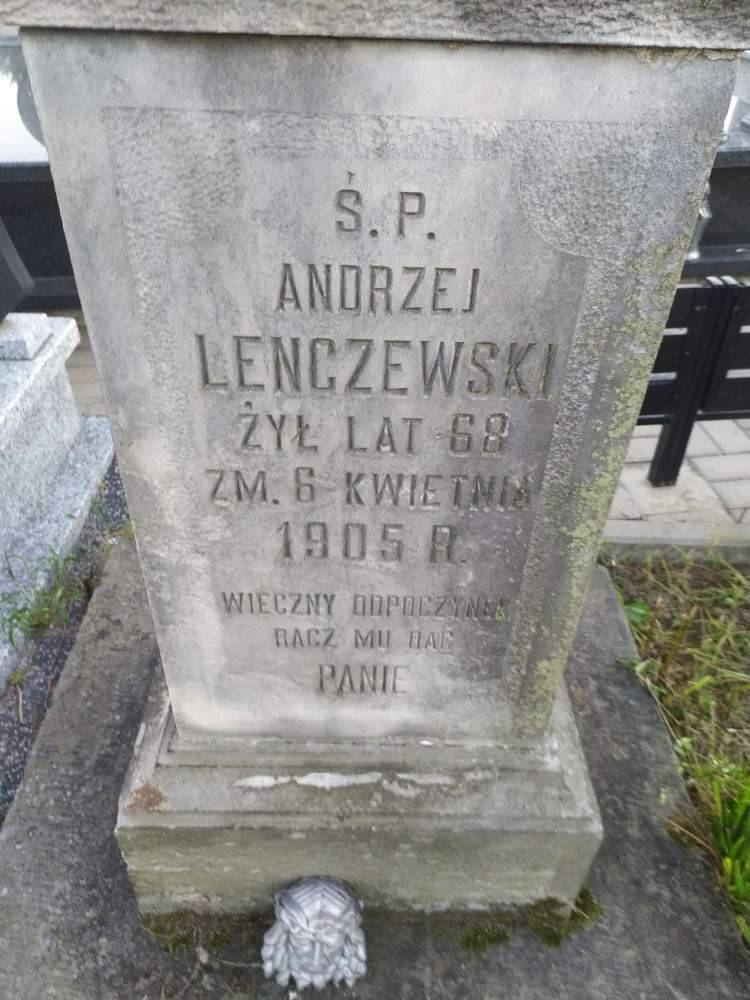 Ś. P.
ANDRZEJ
LENCZEWSKI
ŻYŁ LAT 68
ZM. 6 KWIETNIA
1905 R.
WIECZNY ODPOCZYNEK
RACZ MU DAĆ
PANIE